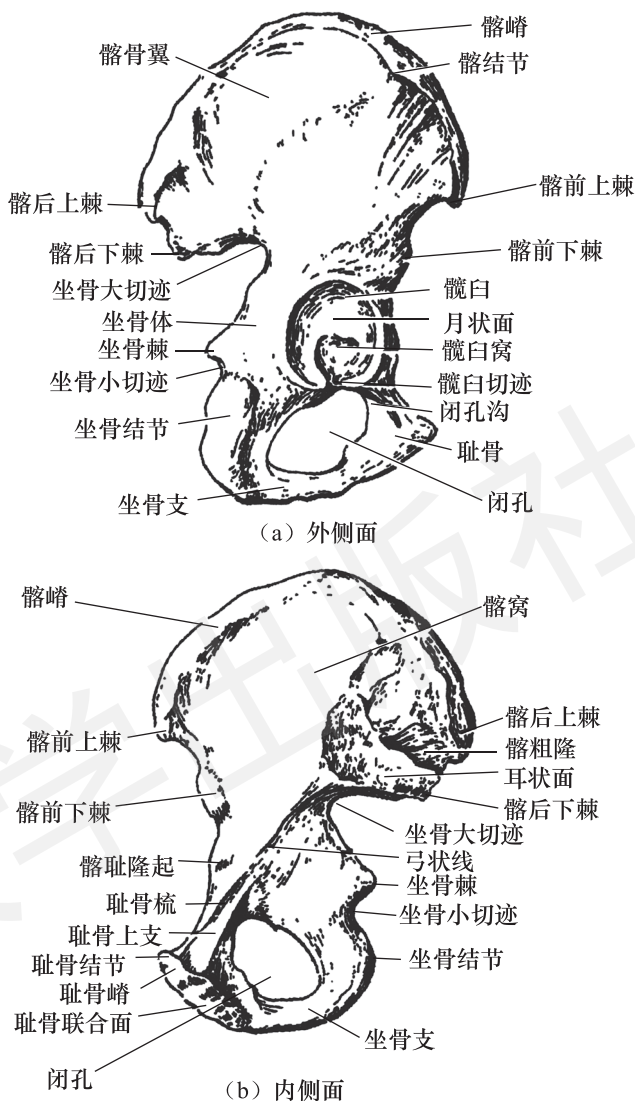 髂嵴
髂骨翼
髂结节
髂前上棘
髂后上棘
髂后下棘
髂前下棘
坐骨大切迹
髋臼
坐骨体
月状面
坐骨棘
髋臼窝
坐骨小切迹
髋臼切迹
闭孔沟
坐骨结节
耻骨
坐骨支
闭孔
（a）外侧面
髂嵴
髂窝
髂后上棘
髂前上棘
髂粗隆
耳状面
髂前下棘
髂后下棘
坐骨大切迹
弓状线
髂耻隆起
坐骨棘
耻骨梳
坐骨小切迹
耻骨上支
坐骨结节
耻骨结节
耻骨嵴
耻骨联合面
坐骨支
闭孔
（b）内侧面
学出版社